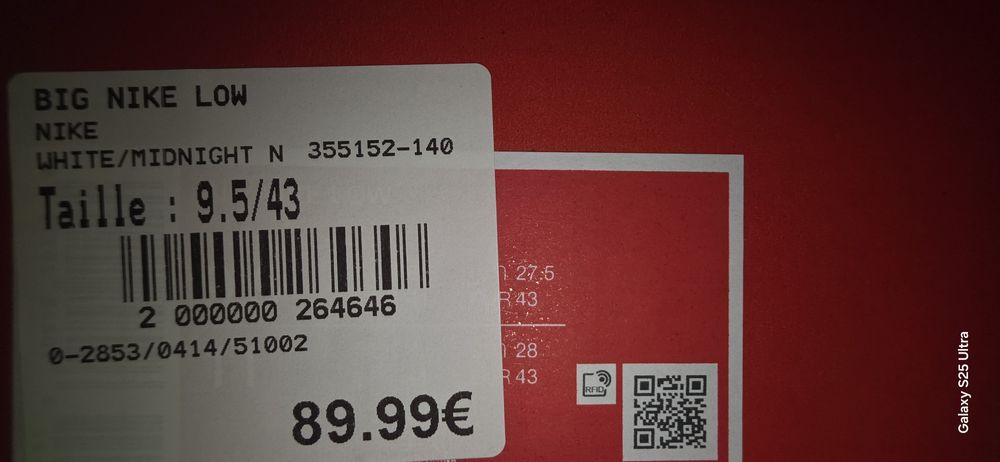 BIG NIKE LOW
NIKE
WHITE/MIDNIGHT N 355152-140
Taille : 9.5/43
2 000000 264646
0-2853/0414/51002
89.99€
27.5
R 43
28
R 43
RFID
Galaxy S25 Ultra